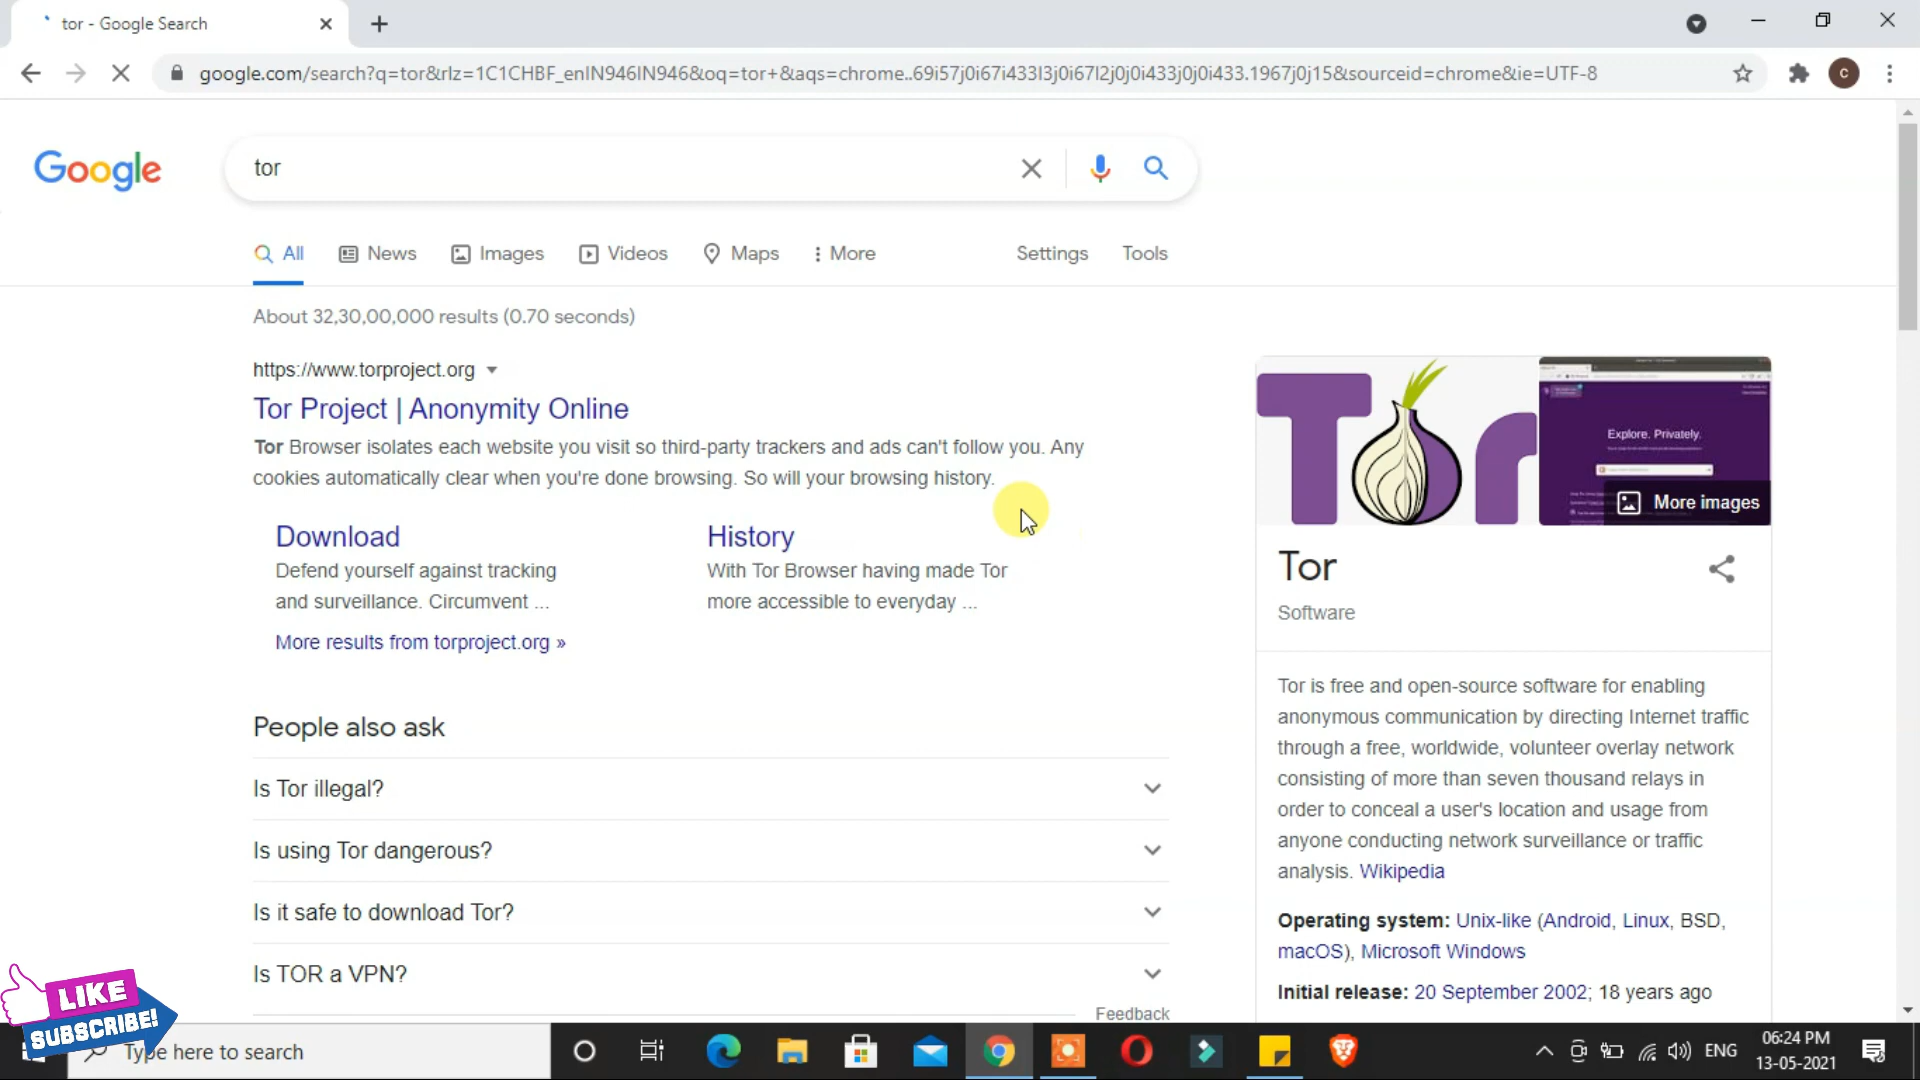 tor - Google Search
google.com/search?q=tor&rlz=1C1CHBF_enIN946IN946&oq=tor+&aqs=chrome..69i57j0i67i433l3j0i67l2j0j0i433j0j0i433.1967j0j15&sourceid=chrome&ie=UTF-8
C
Google
tor
All
News
Images
Videos
Maps
More
Settings
Tools
About 32,30,00,000 results (0.70 seconds)
https://www.torproject.org
Tor Project | Anonymity Online
Tor Browser isolates each website you visit so third-party trackers and ads can't follow you. Any
cookies automatically clear when you're done browsing. So will your browsing history.
Download
Defend yourself against tracking
and surveillance. Circumvent ...
History
With Tor Browser having made Tor
more accessible to everyday ...
More results from torproject.org »
People also ask
Is Tor illegal?
Is using Tor dangerous?
Is it safe to download Tor?
Is TOR a VPN?
Feedback
Tor
Explore. Privately.
More images
Tor
Software
Tor is free and open-source software for enabling
anonymous communication by directing Internet traffic
through a free, worldwide, volunteer overlay network
consisting of more than seven thousand relays in
order to conceal a user's location and usage from
anyone conducting network surveillance or traffic
analysis. Wikipedia
Operating system: Unix-like (Android, Linux, BSD,
macOS), Microsoft Windows
Initial release: 20 September 2002; 18 years ago
LIKE
SUBSCRIBE!
Type here to search
ENG
06:24 PM
13-05-2021